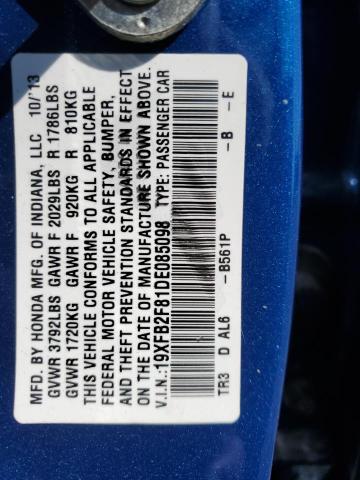 MFG. BY HONDA MFG. OF INDIANA, LLC 10/'13
GVWR 3792LBS GAWR F 2029LBS R 1786LBS
GVWR 1720KG GAWR F 920KG R 810KG
THIS VEHICLE CONFORMS TO ALL APPLICABLE
FEDERAL MOTOR VEHICLE SAFETY, BUMPER,
AND THEFT PREVENTION STANDARDS IN EFFECT
ON THE DATE OF MANUFACTURE SHOWN ABOVE.
V.I.N.:19XFB2F81DE085098 TYPE: PASSENGER CAR
TR3 D AL6 -B561P -B -E